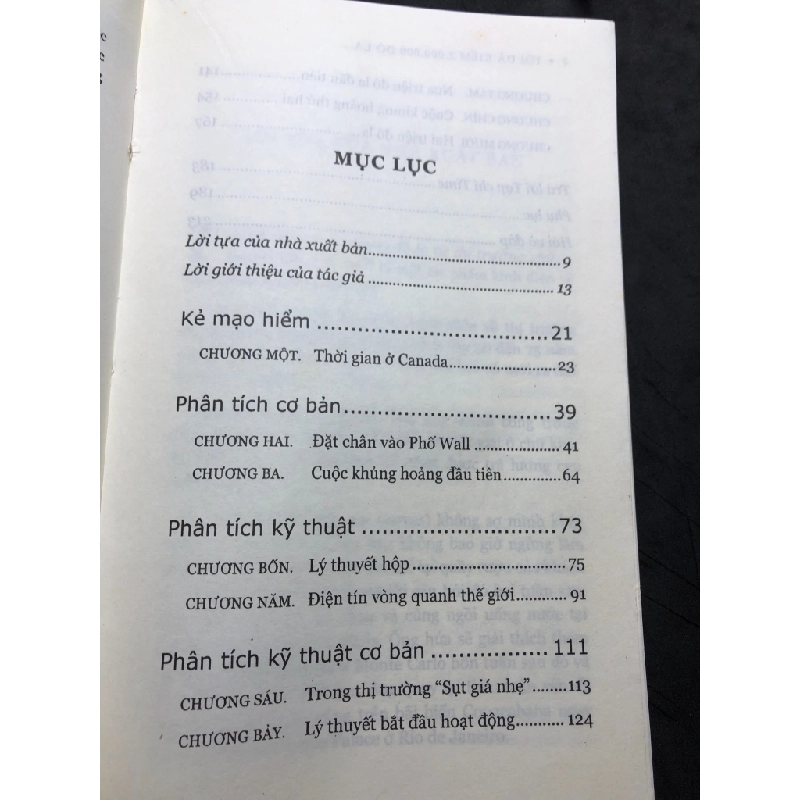 MỤC LỤC
Lời tựa của nhà xuất bản........9
Lời giới thiệu của tác giả........13
Kẻ mạo hiểm........21
CHƯƠNG MỘT. Thời gian ở Canada........23
Phân tích cơ bản........39
CHƯƠNG HAI. Đặt chân vào Phố Wall........41
CHƯƠNG BA. Cuộc khủng hoảng đầu tiên........64
Phân tích kỹ thuật........73
CHƯƠNG BỐN. Lý thuyết hộp........75
CHƯƠNG NĂM. Điện tín vòng quanh thế giới........91
Phân tích kỹ thuật cơ bản........111
CHƯƠNG SÁU. Trong thị trường “Sụt giá nhẹ”........113
CHƯƠNG BẢY. Lý thuyết bắt đầu hoạt động........124